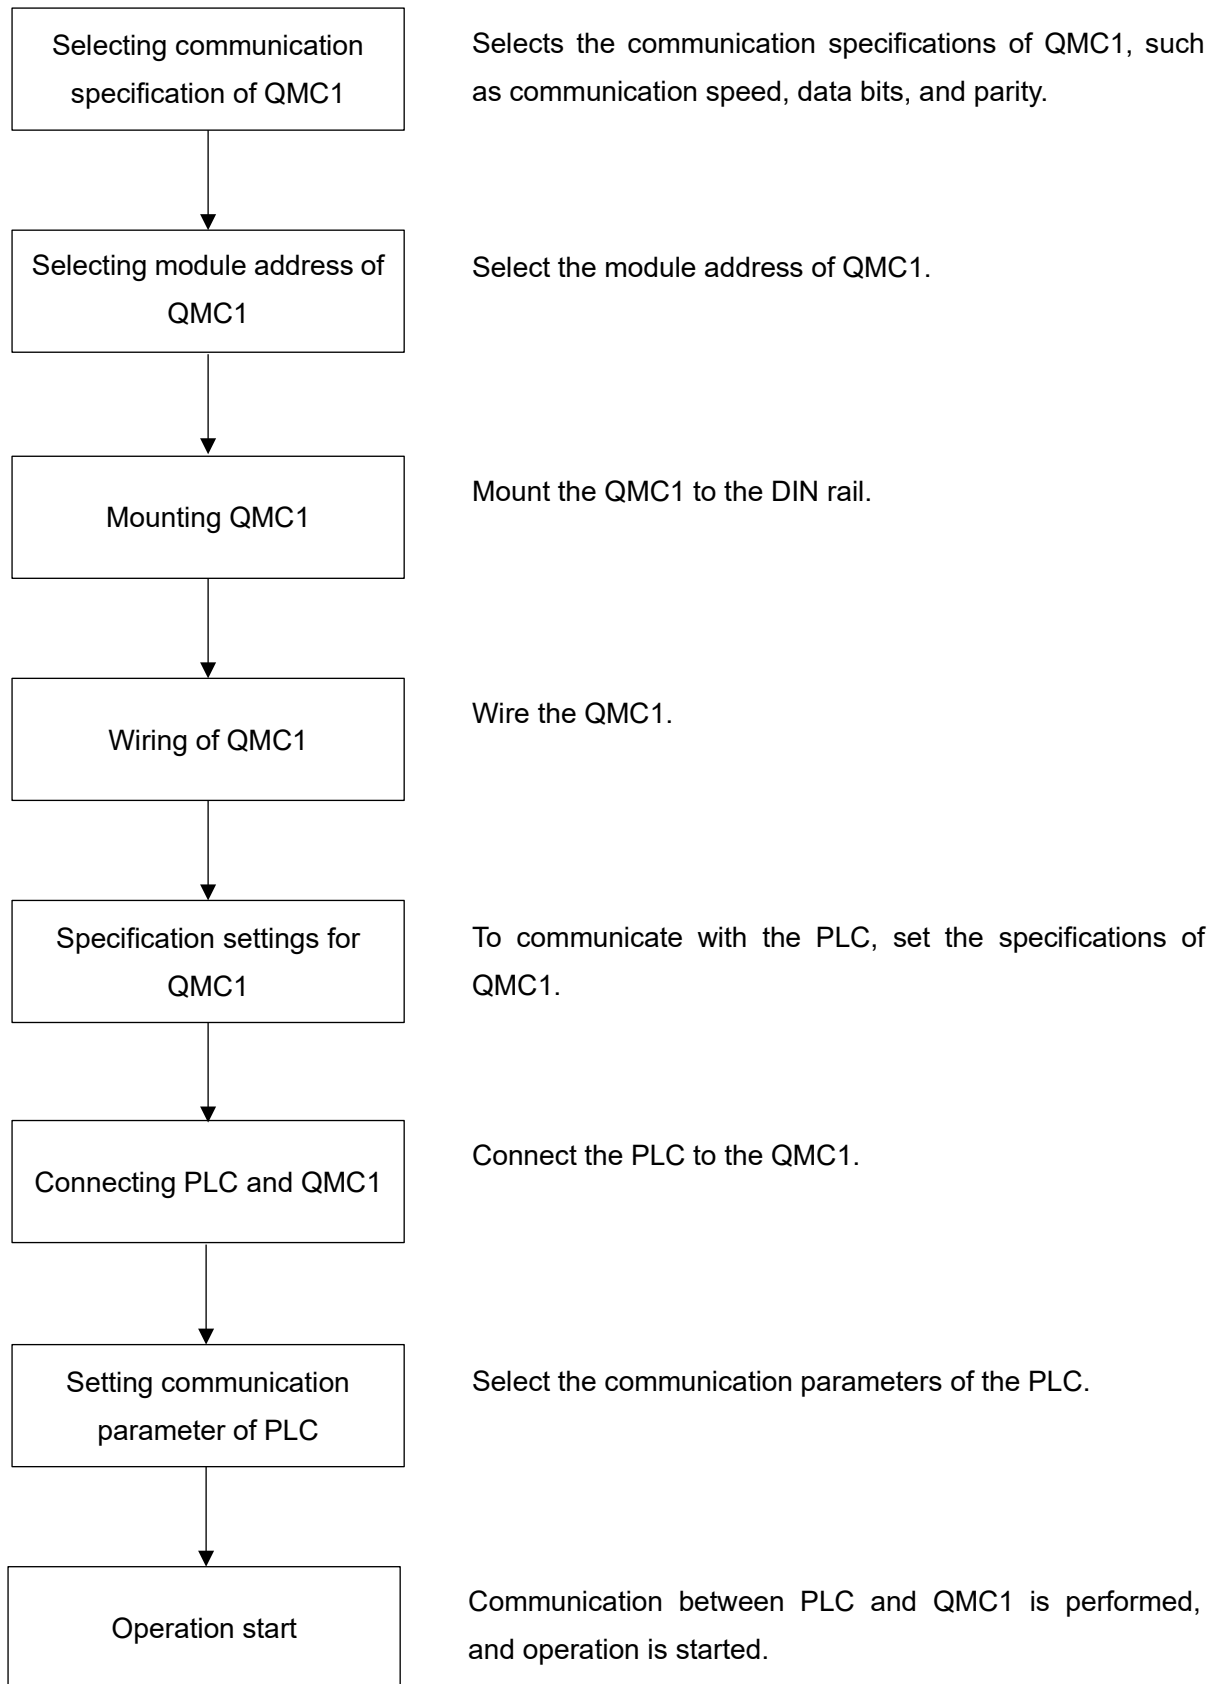 Selecting communication
specification of QMC1
Selects the communication specifications of QMC1, such
as communication speed, data bits, and parity.
Selecting module address of
QMC1
Select the module address of QMC1.
Mounting QMC1
Mount the QMC1 to the DIN rail.
Wiring of QMC1
Wire the QMC1.
Specification settings for
QMC1
To communicate with the PLC, set the specifications of
QMC1.
Connecting PLC and QMC1
Connect the PLC to the QMC1.
Setting communication
parameter of PLC
Select the communication parameters of the PLC.
Operation start
Communication between PLC and QMC1 is performed,
and operation is started.